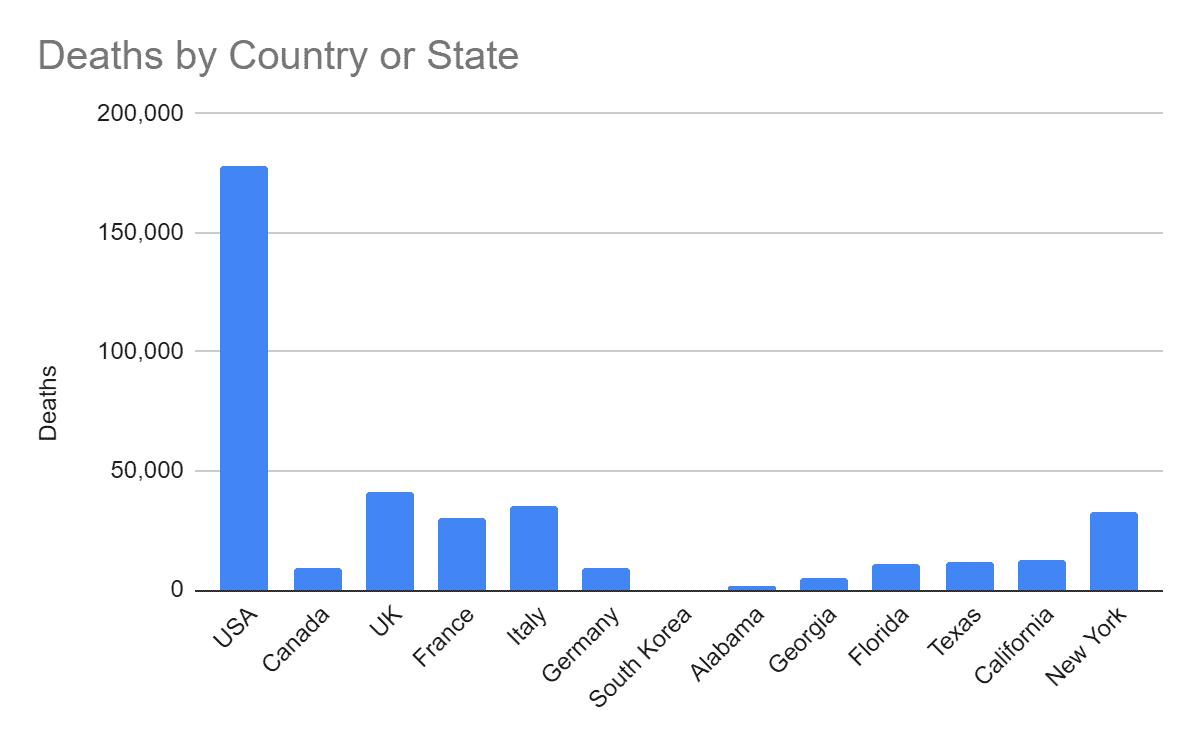 Deaths by Country or State
200,000
150,000
100,000
50,000
0
Deaths
USA
Canada
UK
France
Italy
Germany
South Korea
Alabama
Georgia
Florida
Texas
California
New York